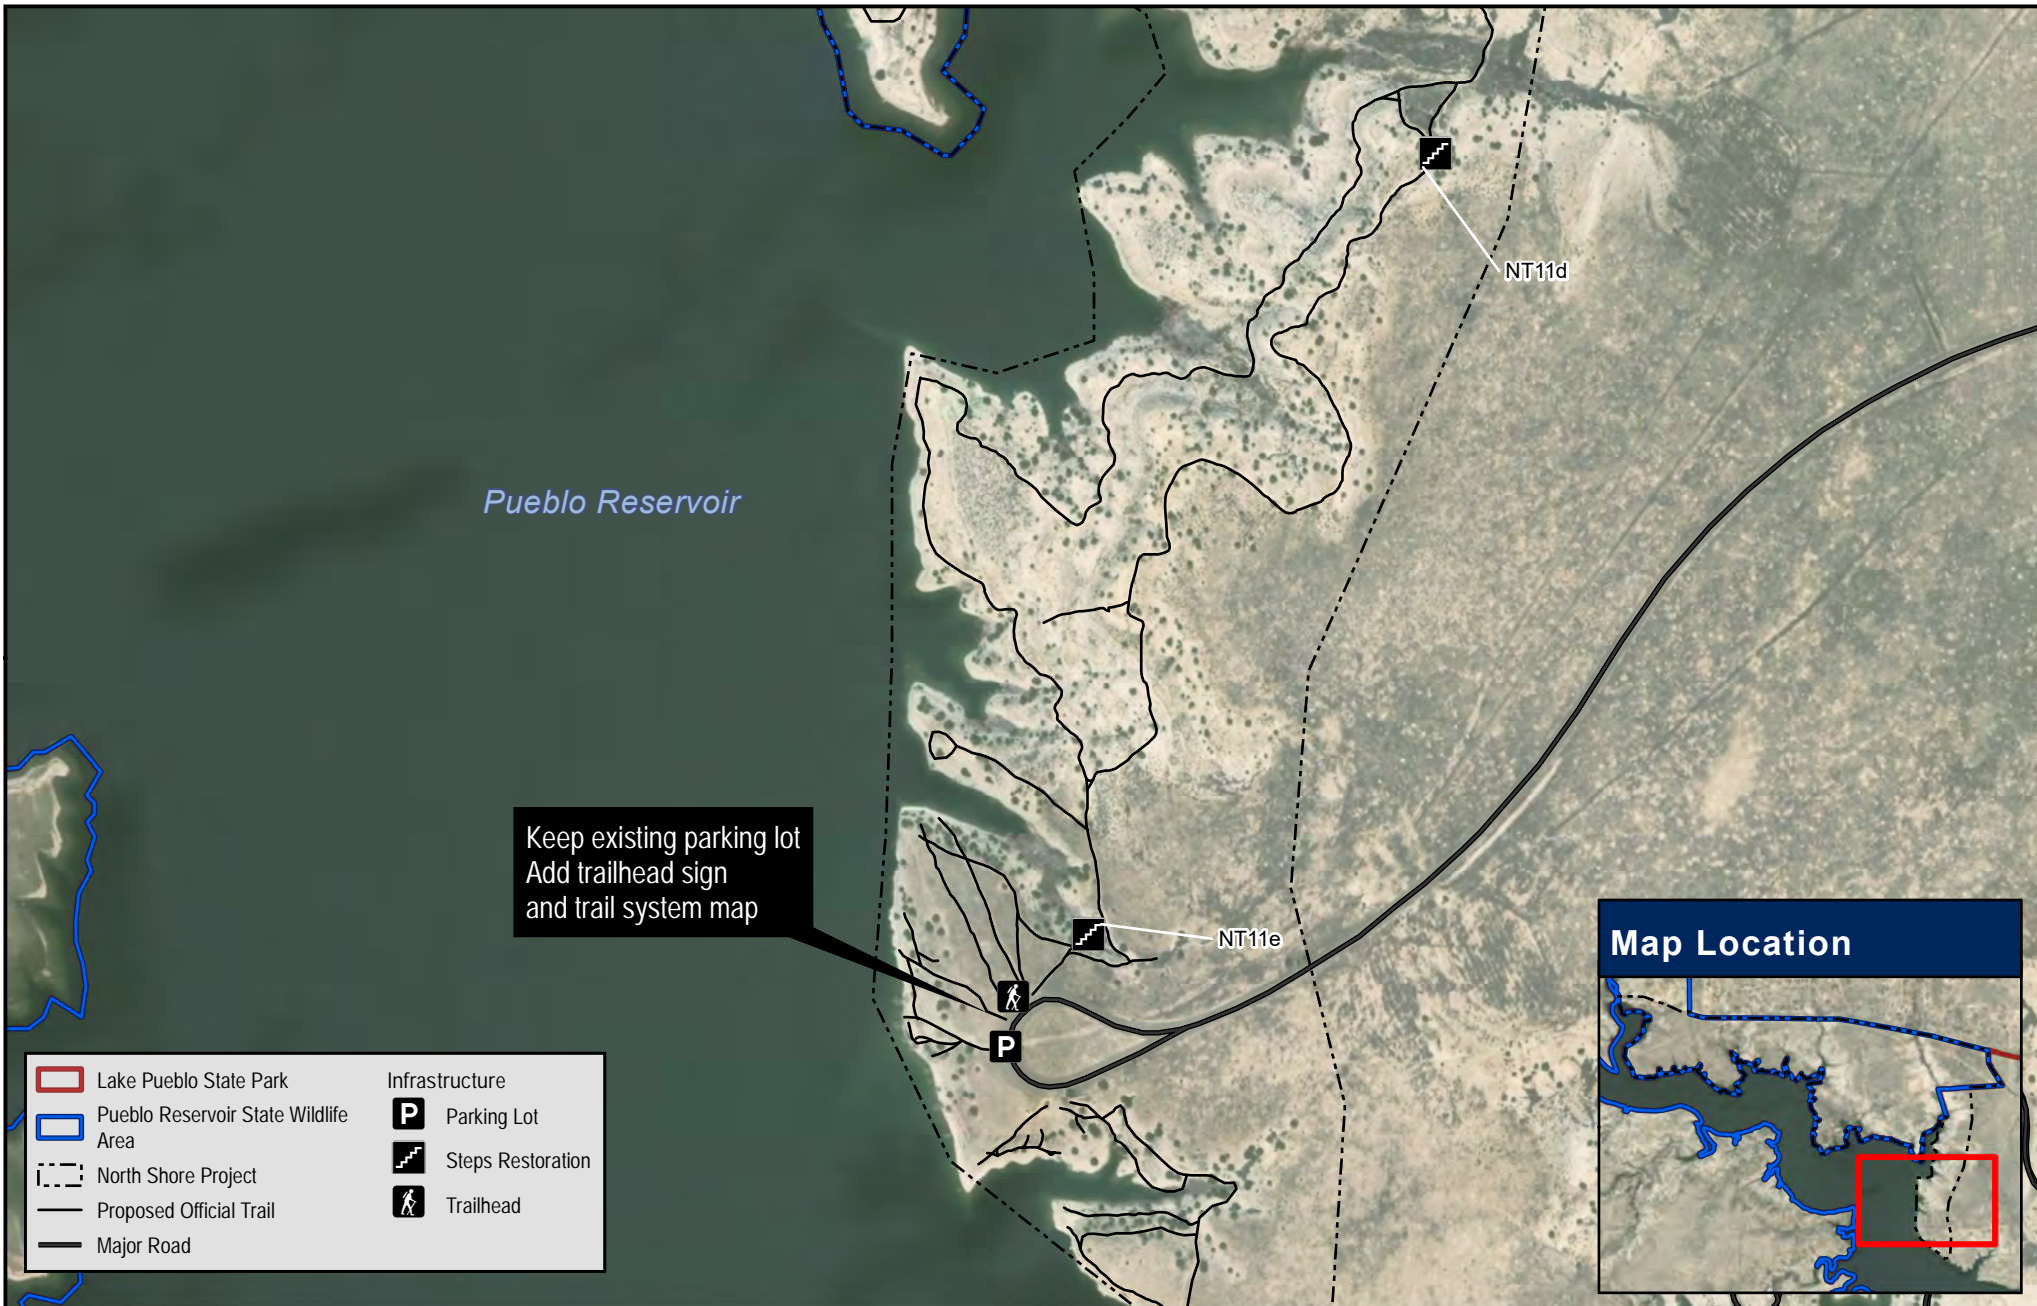 NT11d
Pueblo Reservoir
Keep existing parking lot
Add trailhead sign
and trail system map
NT11e
P
Map Location
Lake Pueblo State Park
Pueblo Reservoir State Wildlife
Area
North Shore Project
Proposed Official Trail
Major Road
Infrastructure
P Parking Lot
Steps Restoration
Trailhead